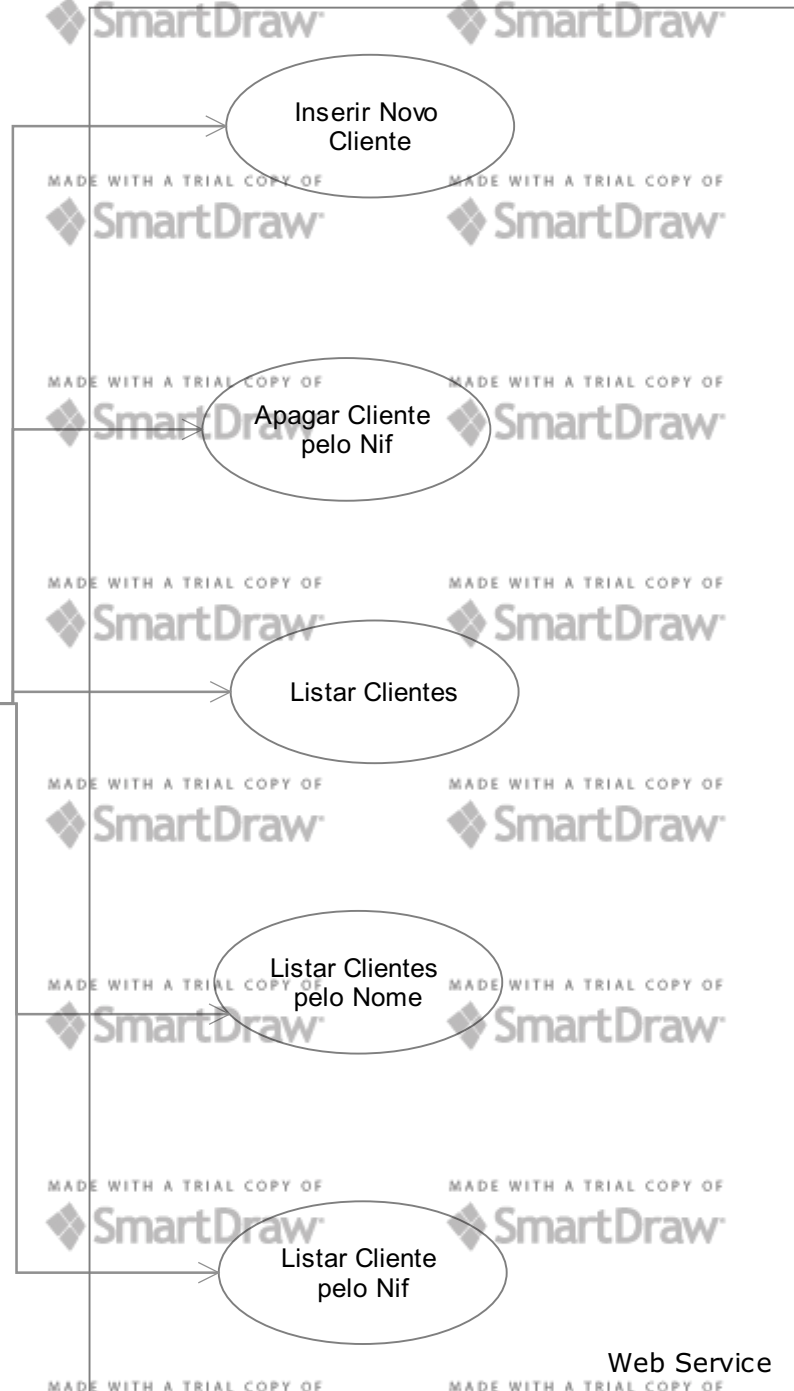 SmartDraw SmartDraw
Inserir Novo
Cliente
MADE WITH A TRIAL COPY OF MADE WITH A TRIAL COPY OF
SmartDraw SmartDraw
MADE WITH A TRIAL COPY OF MADE WITH A TRIAL COPY OF
SmartDraw SmartDraw
Apagar Cliente
pelo Nif
MADE WITH A TRIAL COPY OF MADE WITH A TRIAL COPY OF
SmartDraw SmartDraw
Listar Clientes
MADE WITH A TRIAL COPY OF MADE WITH A TRIAL COPY OF
SmartDraw SmartDraw
Listar Clientes
pelo Nome
MADE WITH A TRIAL COPY OF MADE WITH A TRIAL COPY OF
SmartDraw SmartDraw
MADE WITH A TRIAL COPY OF MADE WITH A TRIAL COPY OF
SmartDraw SmartDraw
Listar Cliente
pelo Nif
Web Service
MADE WITH A TRIAL COPY OF MADE WITH A TRIAL COPY OF